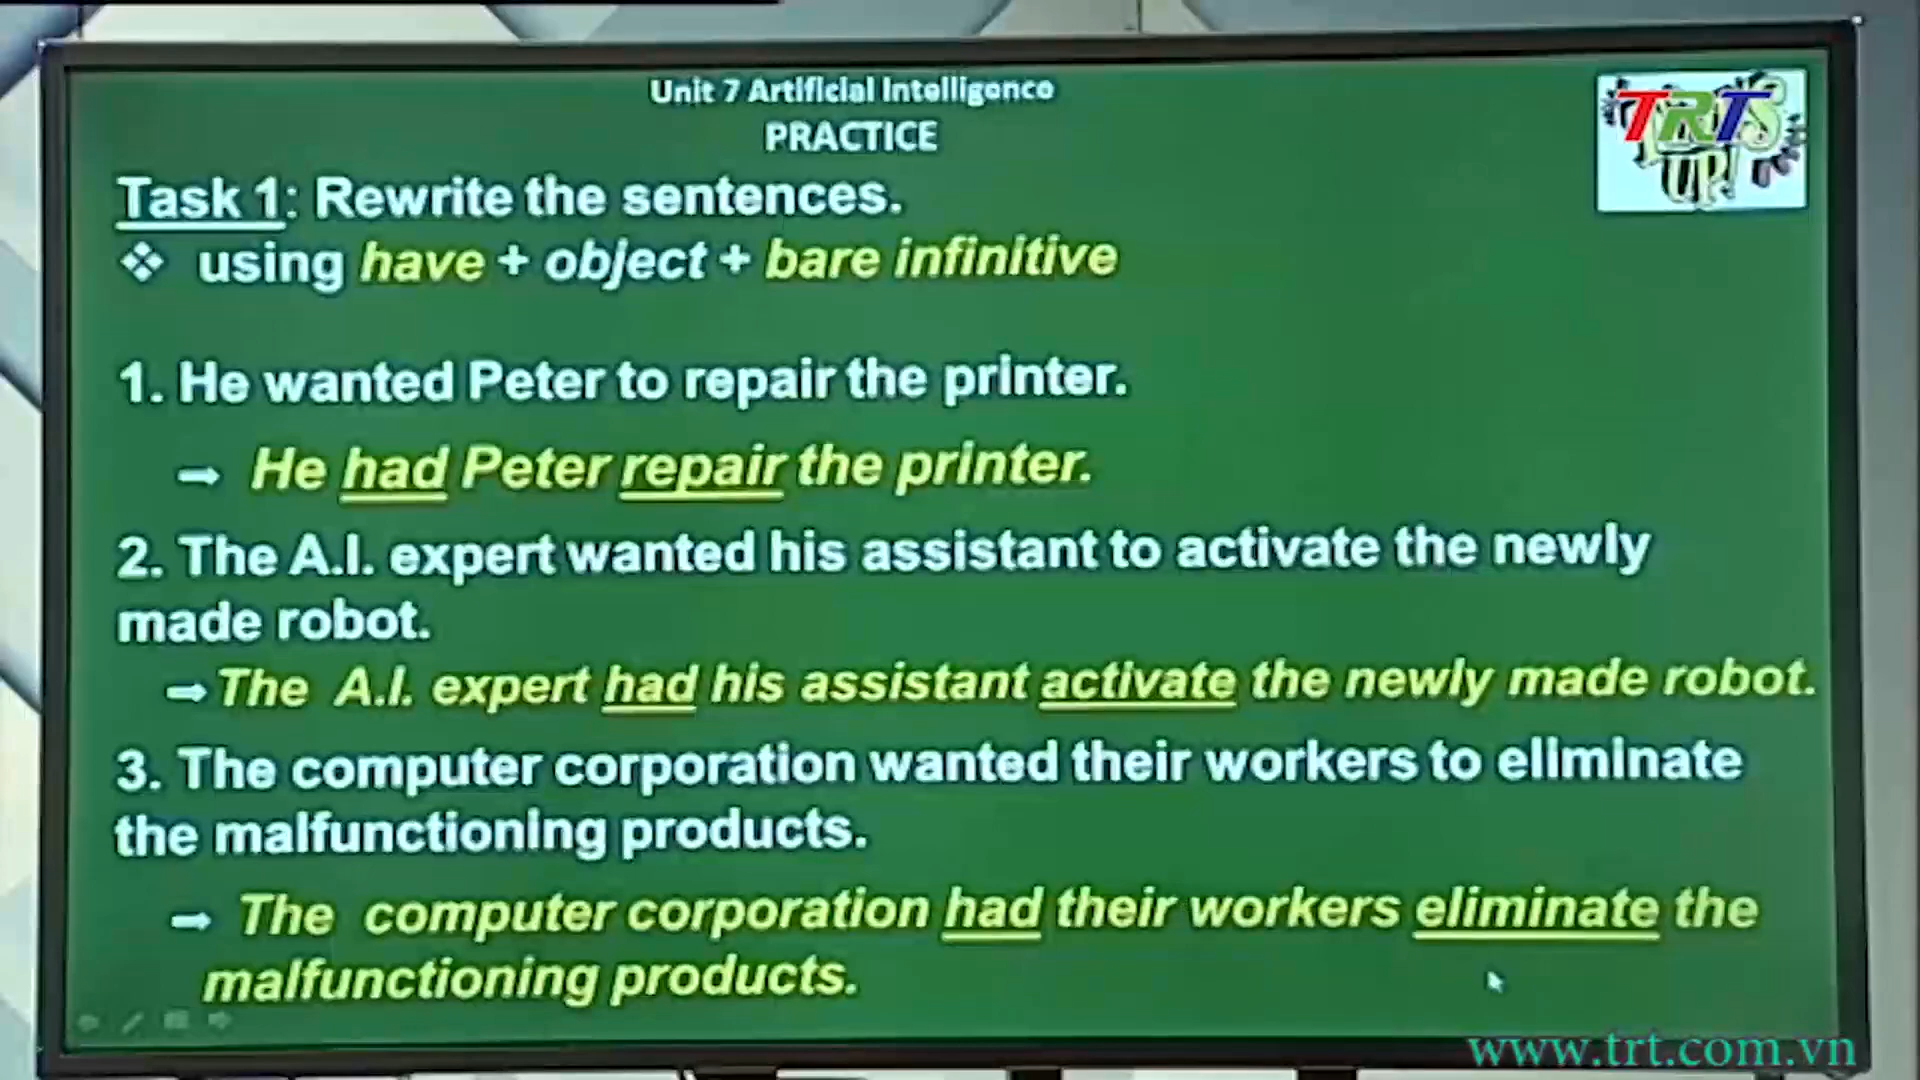 Unit 7 Artificial Intelligence
PRACTICE
TRT
UP!
Task 1: Rewrite the sentences.
❖ using have + object + bare infinitive
1. He wanted Peter to repair the printer.
➡ He had Peter repair the printer.
2. The A.I. expert wanted his assistant to activate the newly
made robot.
➡ The A.I. expert had his assistant activate the newly made robot.
3. The computer corporation wanted their workers to eliminate
the malfunctioning products.
➡ The computer corporation had their workers eliminate the
malfunctioning products.
www.trt.com.vn